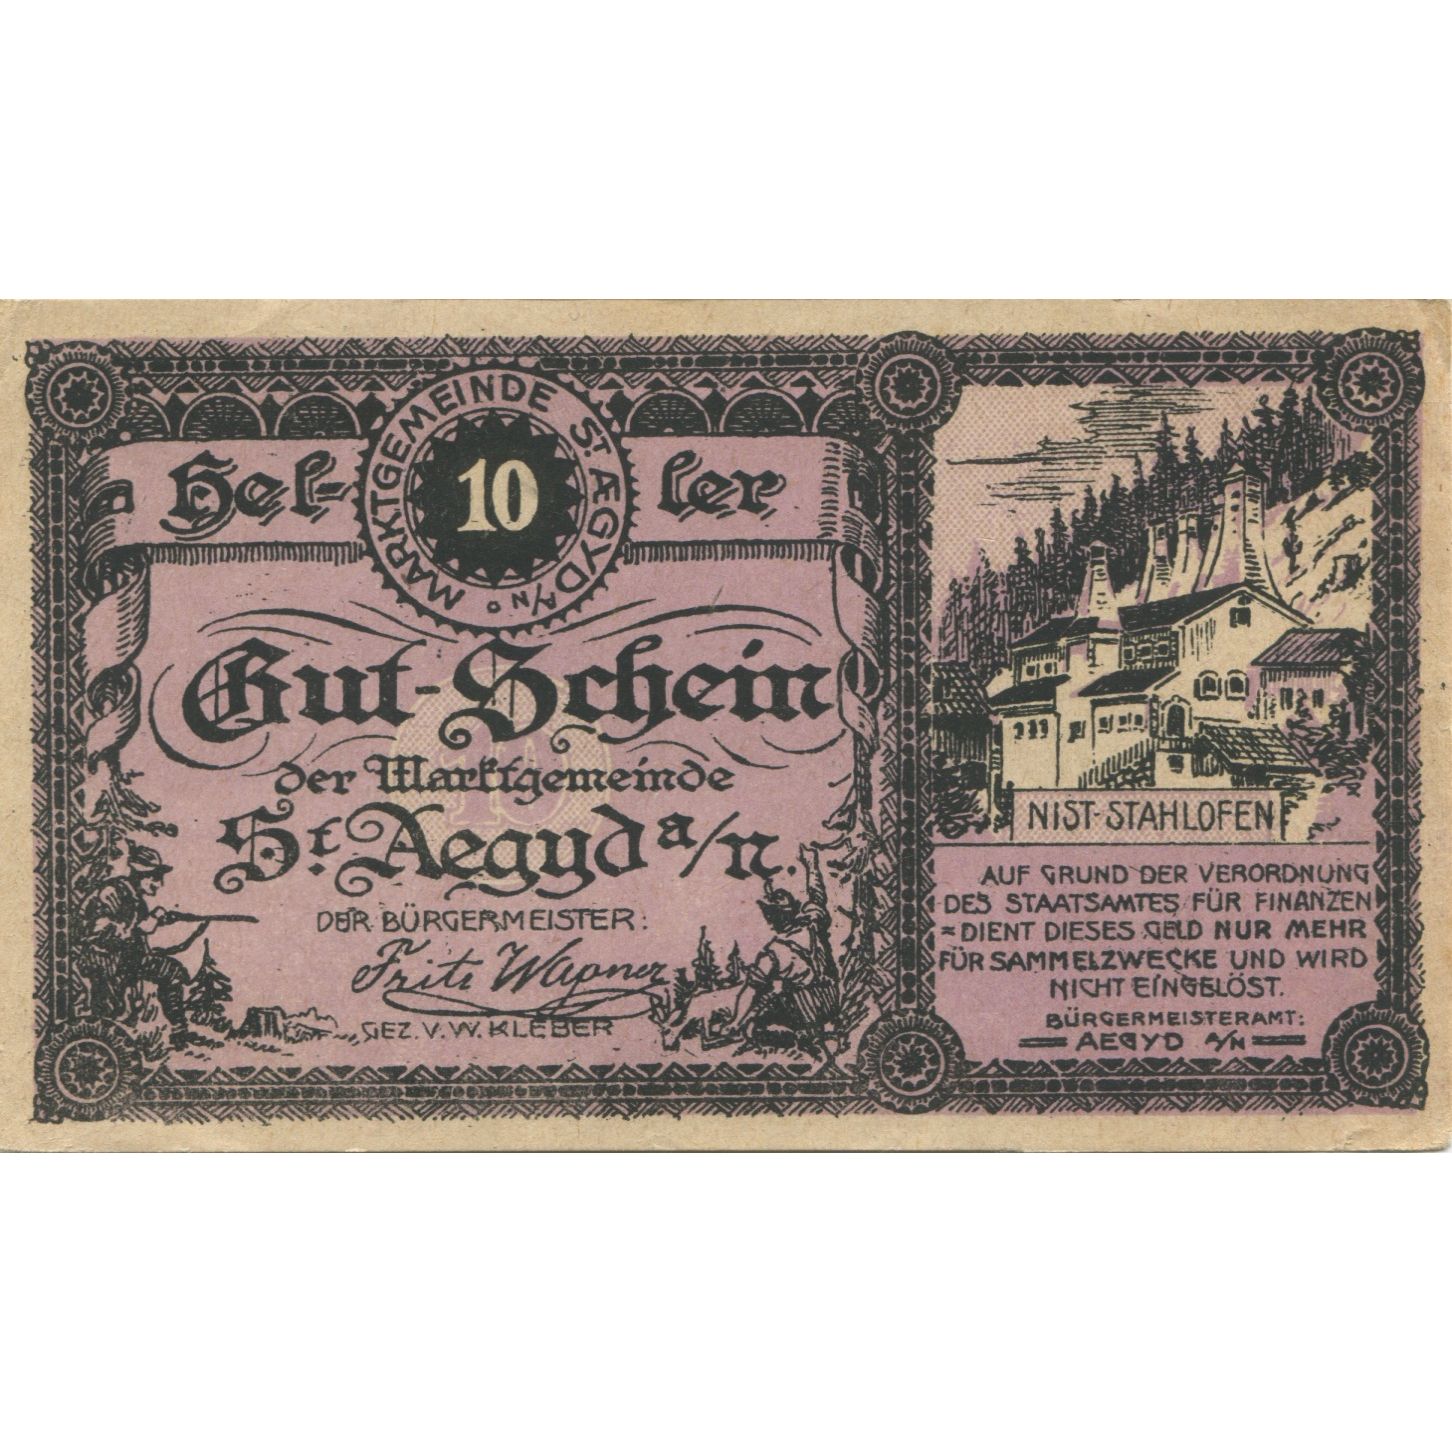 MARKTGEMEINDE ST AEGYD A/NO
Hel- 10 ler
Gut-Schein
der Marktgemeinde
St. Aegyd a/n.
DER BÜRGERMEISTER:
Fritz Wagner
GEZ. V. W. KLEBER
NIST-STAHLOFEN
AUF GRUND DER VERORDNUNG
DES STAATSAMTES FÜR FINANZEN
DIENT DIESES GELD NUR MEHR
FÜR SAMMELZWECKE UND WIRD
NICHT EINGELÖST.
BÜRGERMEISTERAMT:
AEGYD A/N
10